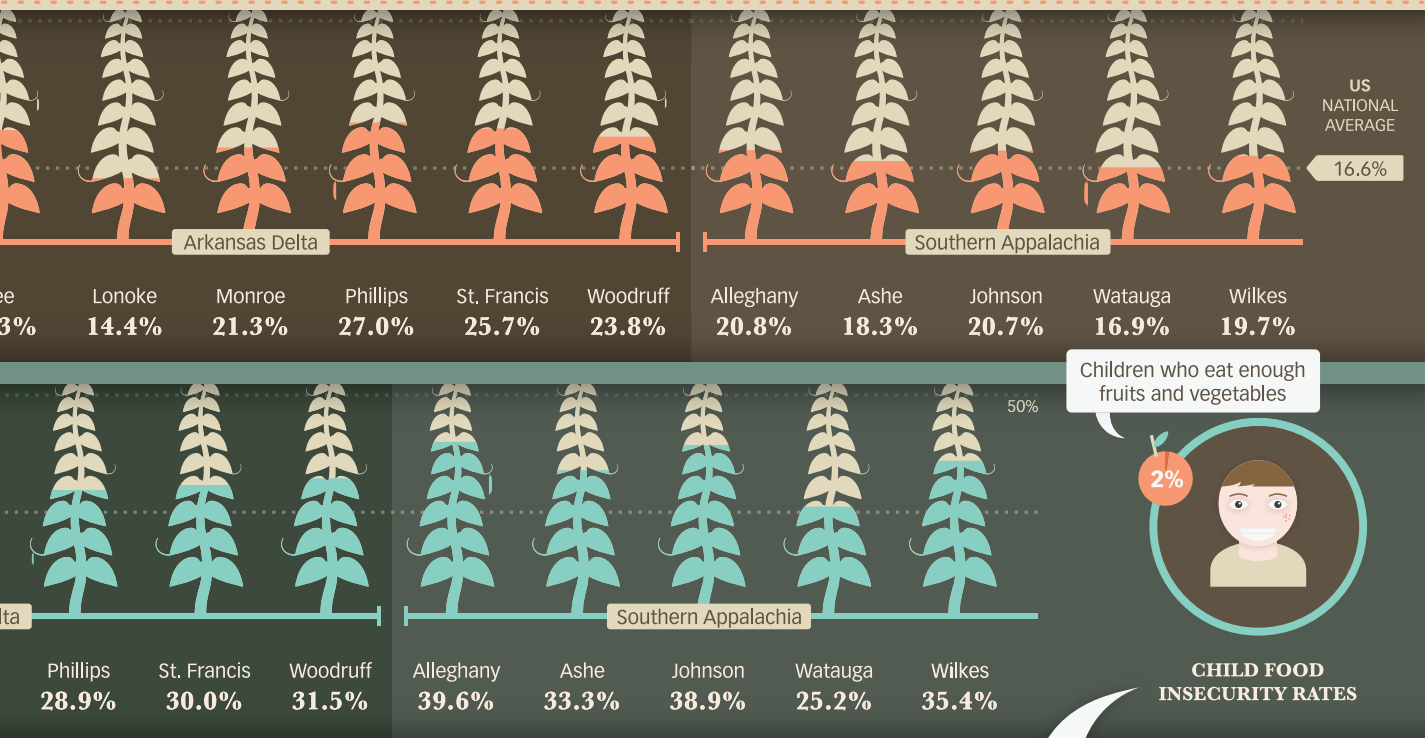 US
NATIONAL
AVERAGE
16.6%
Arkansas Delta
Southern Appalachia
Lonoke Monroe Phillips St. Francis Woodruff Alleghany Ashe Johnson Watauga Wilkes
14.4% 21.3% 27.0% 25.7% 23.8% 20.8% 18.3% 20.7% 16.9% 19.7%
Children who eat enough
fruits and vegetables
50%
2%
Southern Appalachia
Phillips St. Francis Woodruff Alleghany Ashe Johnson Watauga Wilkes
28.9% 30.0% 31.5% 39.6% 33.3% 38.9% 25.2% 35.4%
CHILD FOOD
INSECURITY RATES